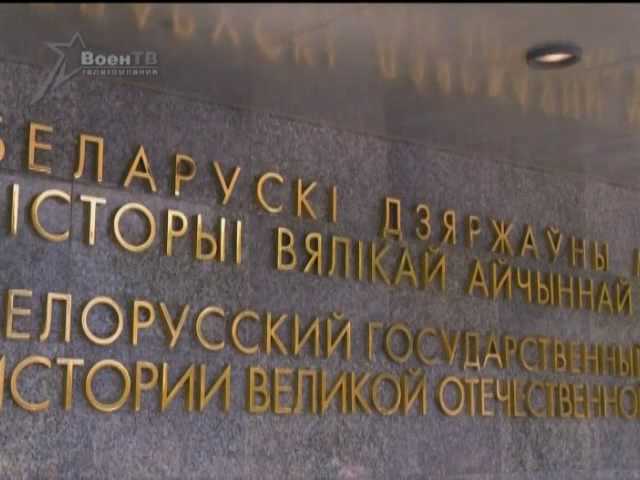 ВоенТВ
телекомпания
БЕЛАРУСКІ ДЗЯРЖАЎНЫ
ГІСТОРЫІ ВЯЛІКАЙ АЙЧЫННАЙ
БЕЛОРУССКИЙ ГОСУДАРСТВЕННЫЙ
ИСТОРИИ ВЕЛИКОЙ ОТЕЧЕСТВЕННОЙ